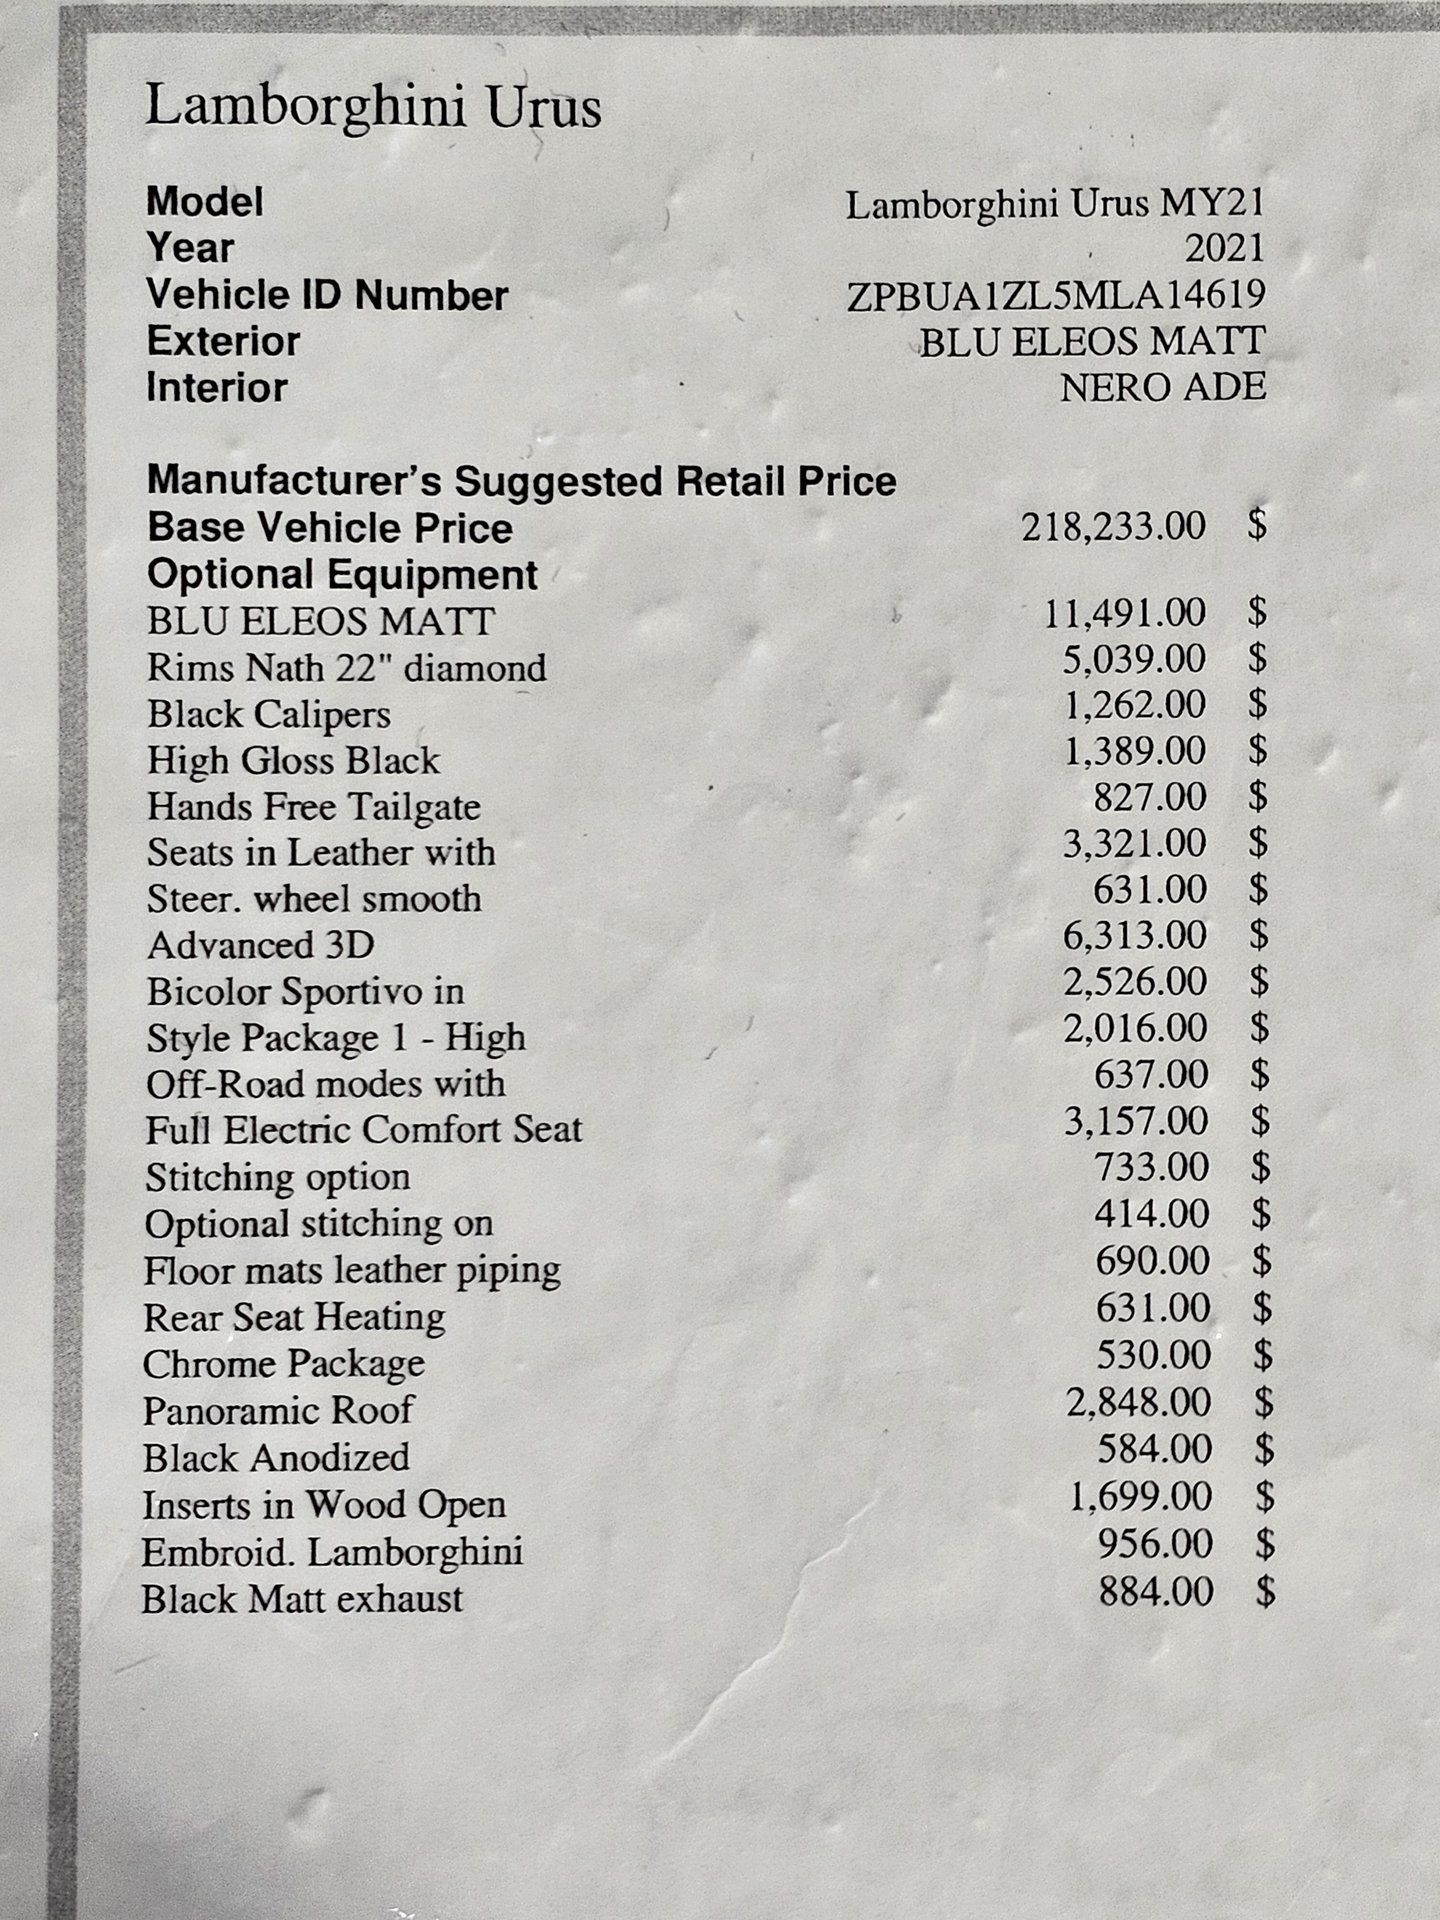 Lamborghini Urus
Model Lamborghini Urus MY21
Year 2021
Vehicle ID Number ZPBUA1ZL5MLA14619
Exterior BLU ELEOS MATT
Interior NERO ADE
Manufacturer's Suggested Retail Price
Base Vehicle Price 218,233.00 $
Optional Equipment
BLU ELEOS MATT 11,491.00 $
Rims Nath 22" diamond 5,039.00 $
Black Calipers 1,262.00 $
High Gloss Black 1,389.00 $
Hands Free Tailgate 827.00 $
Seats in Leather with 3,321.00 $
Steer. wheel smooth 631.00 $
Advanced 3D 6,313.00 $
Bicolor Sportivo in 2,526.00 $
Style Package 1 - High 2,016.00 $
Off-Road modes with 637.00 $
Full Electric Comfort Seat 3,157.00 $
Stitching option 733.00 $
Optional stitching on 414.00 $
Floor mats leather piping 690.00 $
Rear Seat Heating 631.00 $
Chrome Package 530.00 $
Panoramic Roof 2,848.00 $
Black Anodized 584.00 $
Inserts in Wood Open 1,699.00 $
Embroid. Lamborghini 956.00 $
Black Matt exhaust 884.00 $